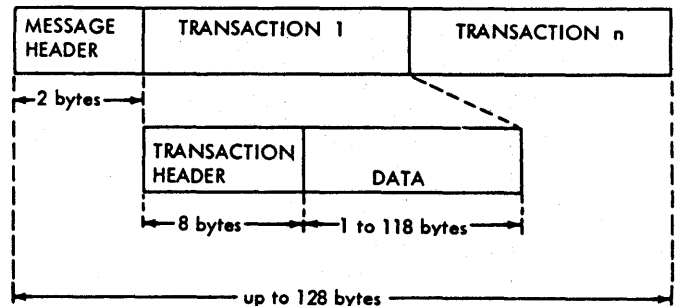 MESSAGE
HEADER
TRANSACTION 1
TRANSACTION n
2 bytes
TRANSACTION
HEADER
DATA
8 bytes
1 to 118 bytes
up to 128 bytes